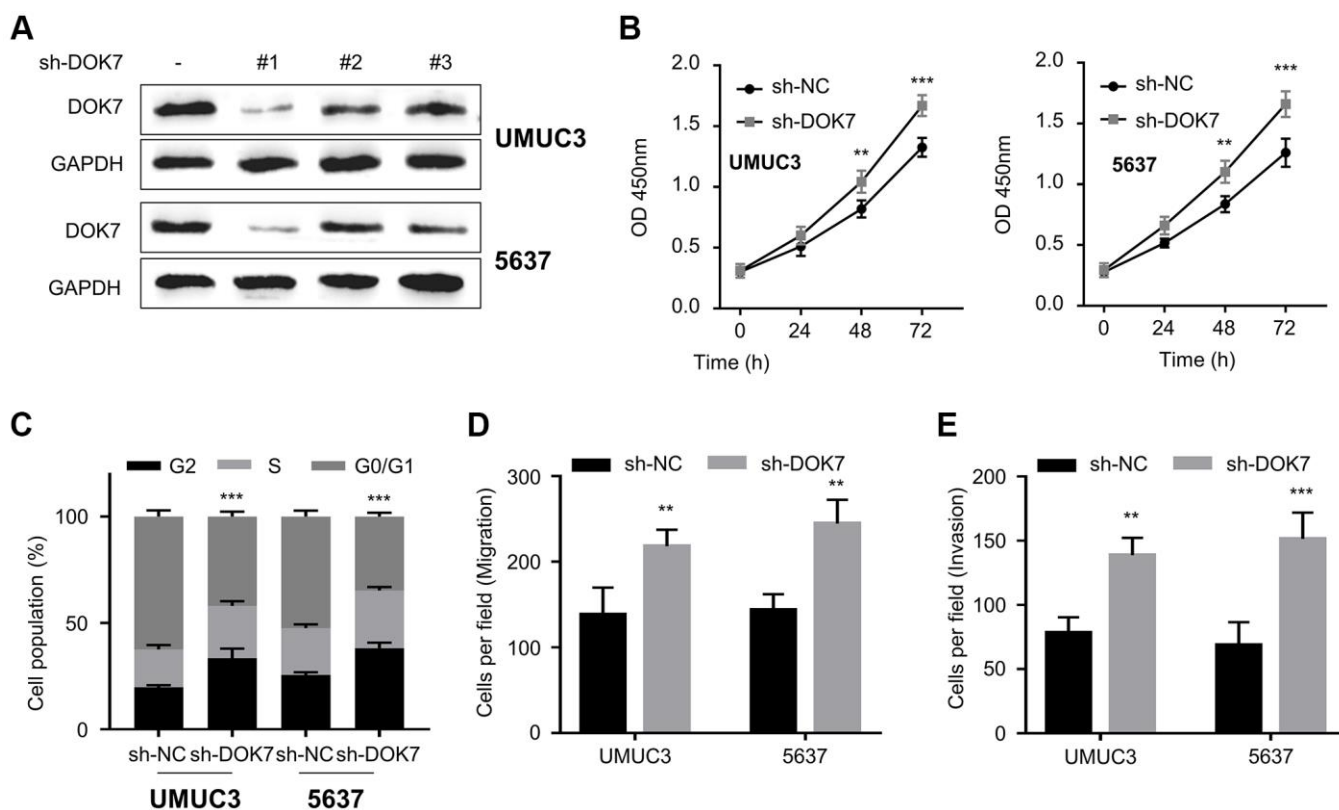 A
sh-DOK7 - #1 #2 #3
DOK7
UMUC3
GAPDH
DOK7
5637
GAPDH
B
2.0
1.5
1.0
0.5
0.0
OD 450nm
sh-NC
sh-DOK7
UMUC3
**
***
0 24 48 72
Time (h)
2.0
1.5
1.0
0.5
0.0
OD 450nm
sh-NC
sh-DOK7
5637
**
***
0 24 48 72
Time (h)
C
G2 S G0/G1
100
50
0
Cell population (%)
*** ***
sh-NC sh-DOK7 sh-NC sh-DOK7
UMUC3 5637
D
sh-NC sh-DOK7
300
200
100
0
Cells per field (Migration)
** **
UMUC3 5637
E
sh-NC sh-DOK7
200
150
100
50
0
Cells per field (Invasion)
** ***
UMUC3 5637